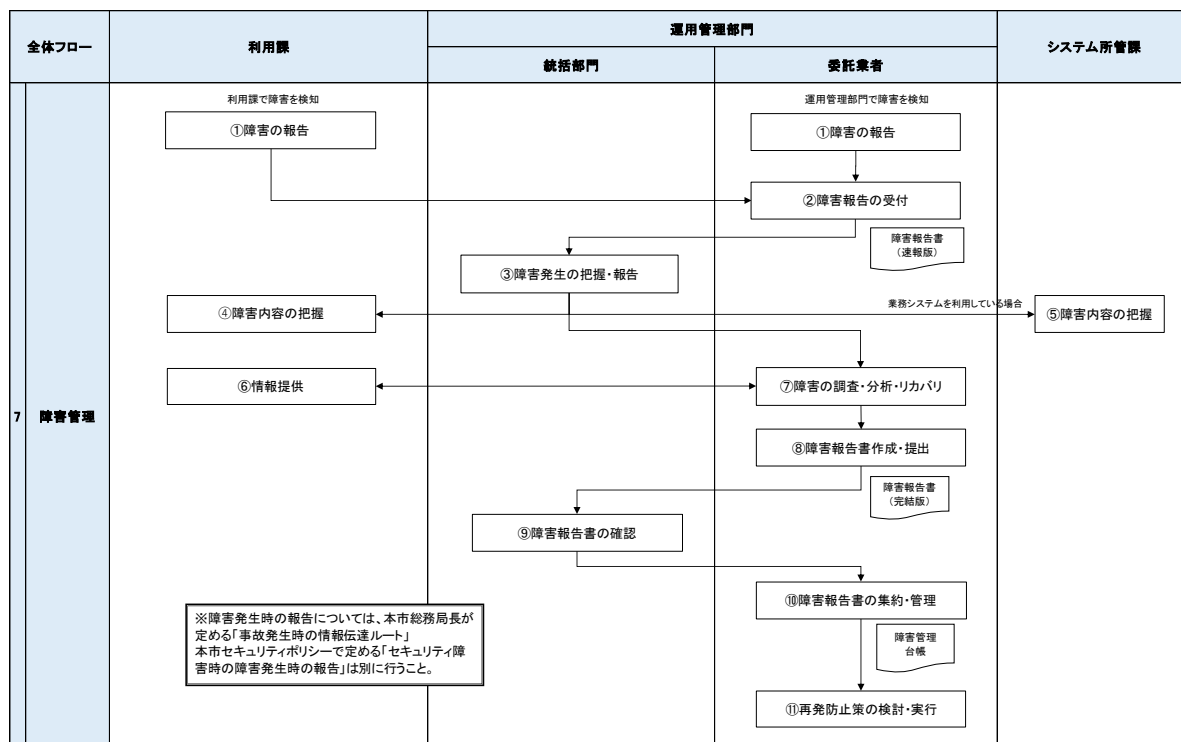 全体フロー
利用課
運用管理部門
システム所管課
統括部門
委託業者
利用課で障害を検知
運用管理部門で障害を検知
①障害の報告
①障害の報告
②障害報告の受付
障害報告書
(速報版)
③障害発生の把握・報告
業務システムを利用している場合
④障害内容の把握
⑤障害内容の把握
⑥情報提供
⑦障害の調査・分析・リカバリ
7
障害管理
⑧障害報告書作成・提出
障害報告書
(完結版)
⑨障害報告書の確認
⑩障害報告書の集約・管理
※障害発生時の報告については、本市総務局長が
定める「事故発生時の情報伝達ルート」
本市セキュリティポリシーで定める「セキュリティ障
害時の障害発生時の報告」は別に行うこと。
障害管理
台帳
⑪再発防止策の検討・実行